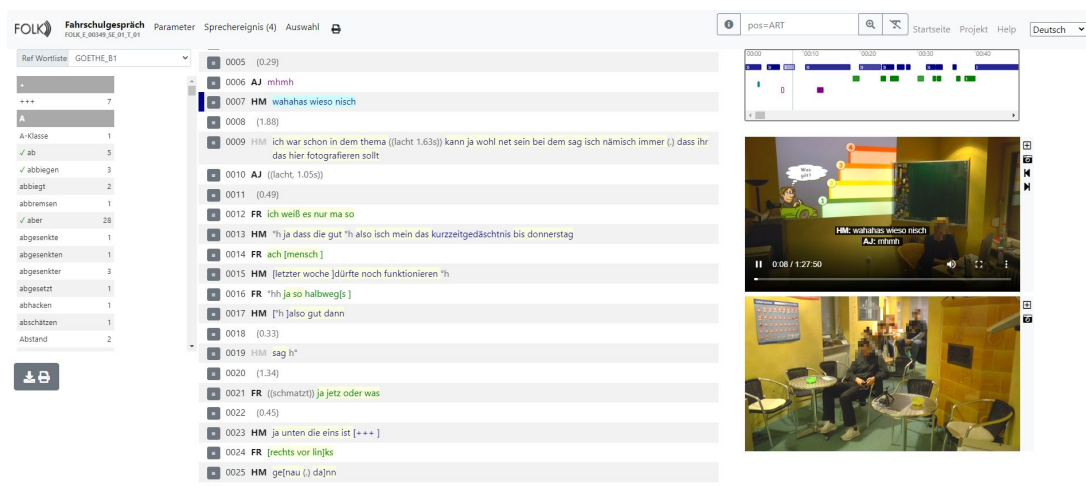 FOLK
Fahrschulgespräch
FOLK_E_00349_SE_01_T_01
Parameter
Sprechereignis (4)
Auswahl
pos=ART
Startseite
Projekt
Help
Deutsch
Ref Wortliste
GOETHE_B1
+
+++ 7
A
A-Klasse 1
✓ ab 5
✓ abbiegen 3
abbiegt 2
abbremsen 1
✓ aber 28
abgesenkte 1
abgesenkten 1
abgesenkter 3
abgesetzt 1
abhacken 1
abschätzen 1
Abstand 2
0005 (0.29)
0006 AJ mhmh
0007 HM wahahas wieso nisch
0008 (1.88)
0009 HM ich war schon in dem thema ((lacht 1.63s)) kann ja wohl net sein bei dem sag isch nämisch immer (.) dass ihr
das hier fotografieren sollt
0010 AJ ((lacht, 1.05s))
0011 (0.49)
0012 FR ich weiß es nur ma so
0013 HM °h ja dass die gut °h also isch mein das kurzzeitgedäschtnis bis donnerstag
0014 FR ach [mensch ]
0015 HM [letzter woche ]dürfte noch funktionieren °h
0016 FR °hh ja so halbweg[s ]
0017 HM [°h ]also gut dann
0018 (0.33)
0019 HM sag h°
0020 (1.34)
0021 FR ((schmatzt)) ja jetz oder was
0022 (0.45)
0023 HM ja unten die eins ist [+++ ]
0024 FR [rechts vor lin]ks
0025 HM ge[nau (.) da]nn
00:00 00:10 00:20 00:30 00:40
Was gilt?
4
3
2
1
HM: wahahas wieso nisch
AJ: mhmh
0:08 / 1:27:50